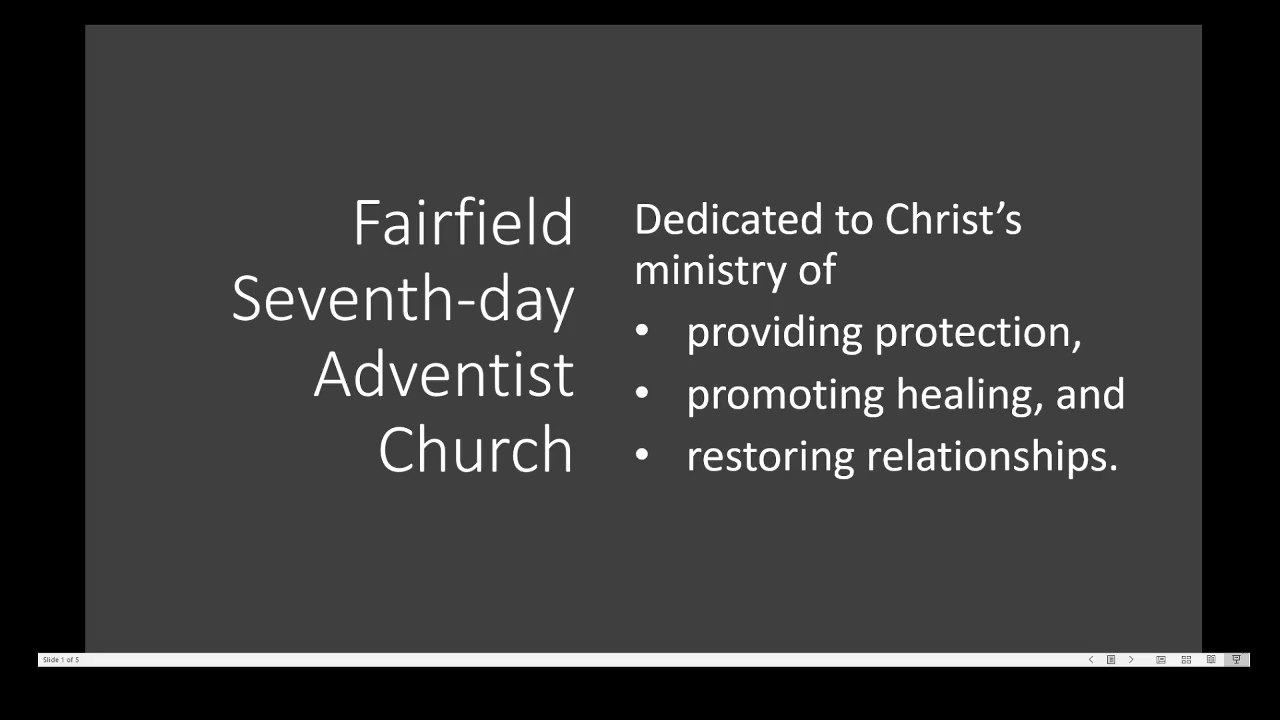 Fairfield
Seventh-day
Adventist
Church
Dedicated to Christ’s
ministry of
• providing protection,
• promoting healing, and
• restoring relationships.
Slide 1 of 5